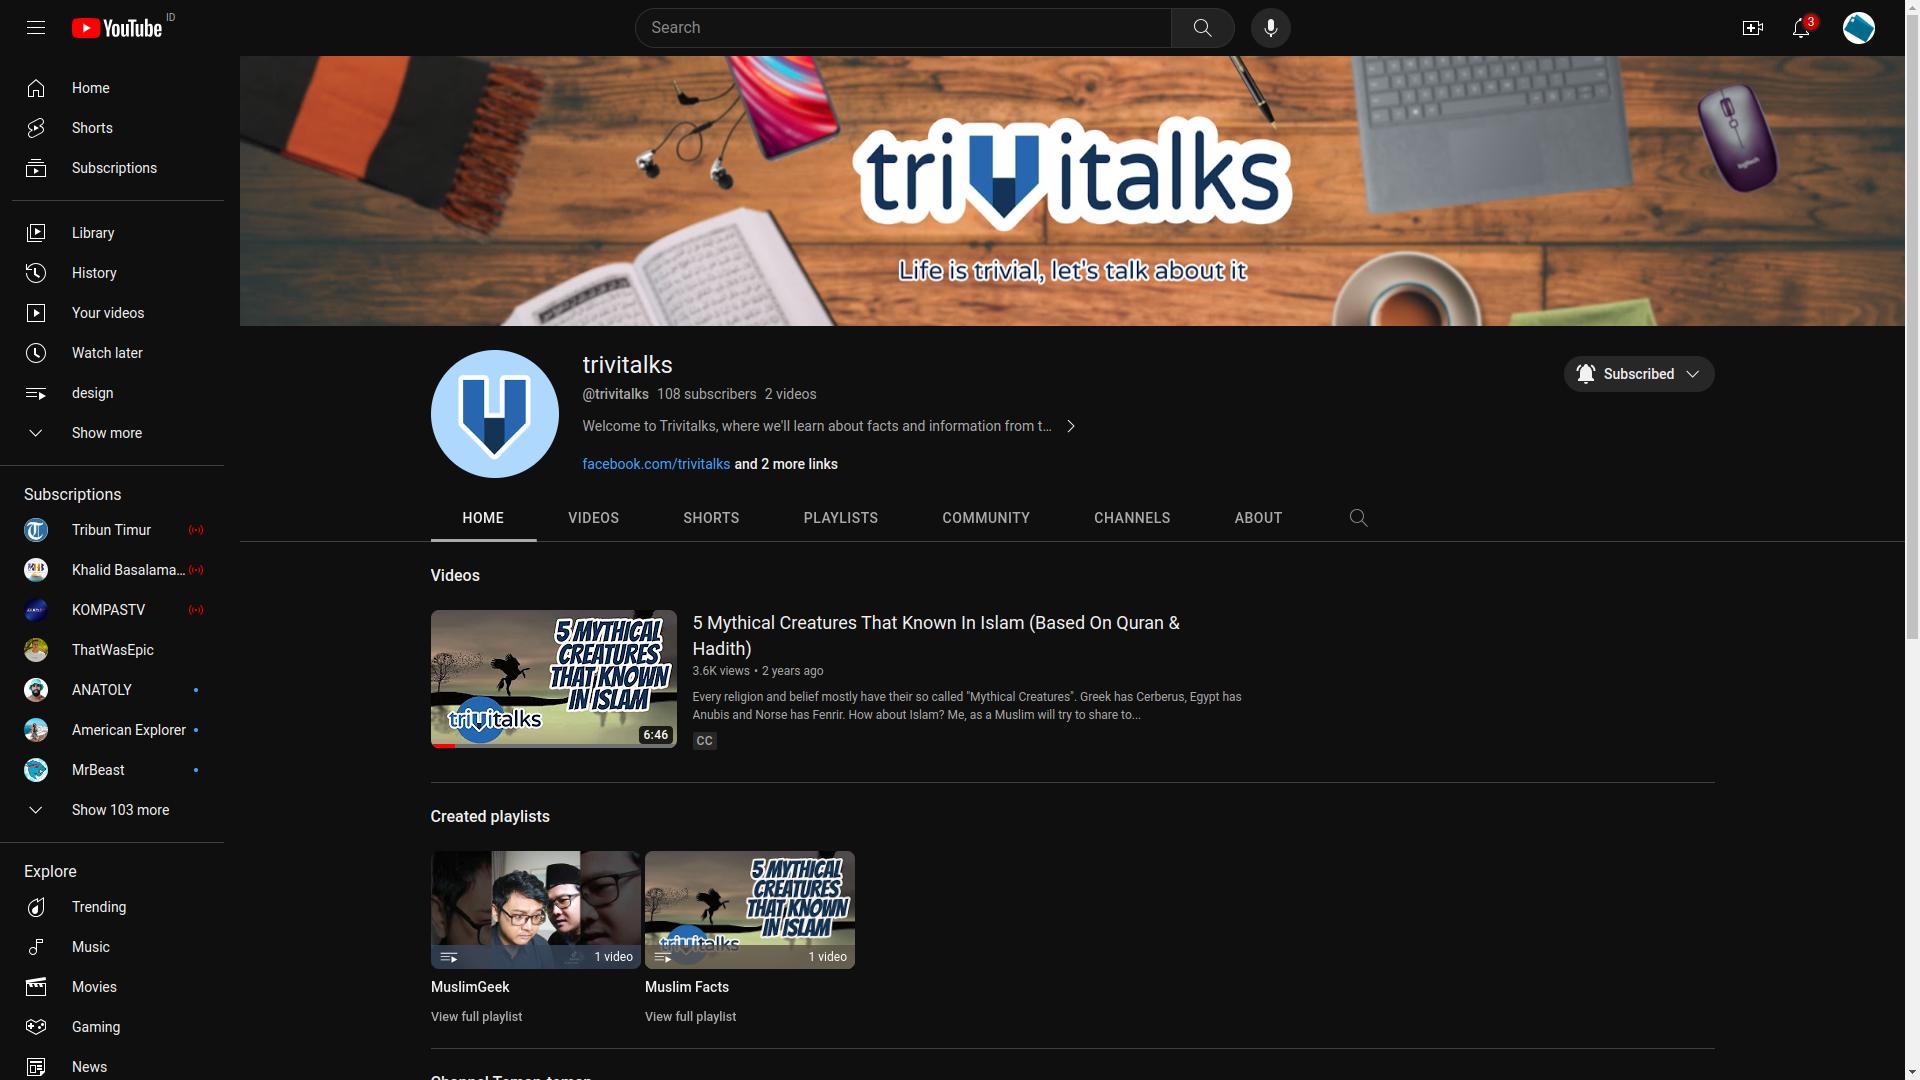 YouTube ID
Search
3
Home
Shorts
Subscriptions
Library
History
Your videos
Watch later
design
Show more
Subscriptions
Tribun Timur
Khalid Basalama...
KOMPASTV
ThatWasEpic
ANATOLY
American Explorer
MrBeast
Show 103 more
Explore
Trending
Music
Movies
Gaming
News
trivitalks
Life is trivial, let's talk about it
logitech
trivitalks
@trivitalks 108 subscribers 2 videos
Welcome to Trivitalks, where we'll learn about facts and information from t...
facebook.com/trivitalks and 2 more links
Subscribed
HOME VIDEOS SHORTS PLAYLISTS COMMUNITY CHANNELS ABOUT
Videos
5 MYTHICAL
CREATURES
THAT KNOWN
IN ISLAM
trivitalks
6:46
5 Mythical Creatures That Known In Islam (Based On Quran &
Hadith)
3.6K views • 2 years ago
Every religion and belief mostly have their so called "Mythical Creatures". Greek has Cerberus, Egypt has
Anubis and Norse has Fenrir. How about Islam? Me, as a Muslim will try to share to...
CC
Created playlists
1 video
MuslimGeek
View full playlist
5 MYTHICAL
CREATURES
THAT KNOWN
IN ISLAM
trivitalks
1 video
Muslim Facts
View full playlist